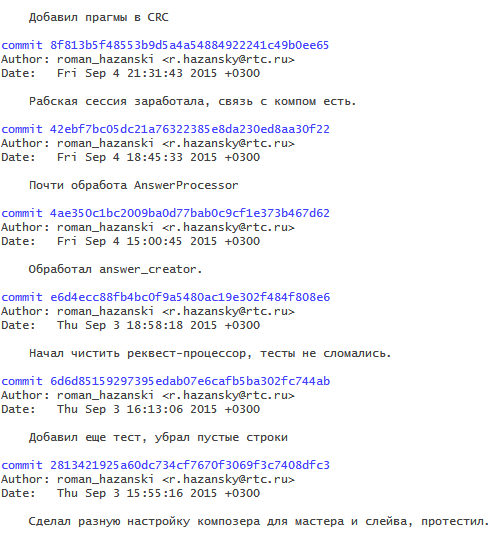 Добавил прагмы в CRC
commit 8f813b5f48553b9d5a4a54884922241c49b0ee65
Author: roman_hazanski <r.hazansky@rtc.ru>
Date:   Fri Sep 4 21:31:43 2015 +0300
Рабская сессия заработала, связь с компом есть.
commit 42ebf7bc05dc21a76322385e8da230ed8aa30f22
Author: roman_hazanski <r.hazansky@rtc.ru>
Date:   Fri Sep 4 18:45:33 2015 +0300
Почти обработа AnswerProcessor
commit 4ae350c1bc2009ba0d77bab0c9cf1e373b467d62
Author: roman_hazanski <r.hazansky@rtc.ru>
Date:   Fri Sep 4 15:00:45 2015 +0300
Обработал answer_creator.
commit e6d4ecc88fb4bc0f9a5480ac19e302f484f808e6
Author: roman_hazanski <r.hazansky@rtc.ru>
Date:   Thu Sep 3 18:58:18 2015 +0300
Начал чистить реквест-процессор, тесты не сломались.
commit 6d6d85159297395edab07e6cafb5ba302fc744ab
Author: roman_hazanski <r.hazansky@rtc.ru>
Date:   Thu Sep 3 16:13:06 2015 +0300
Добавил еще тест, убрал пустые строки
commit 2813421925a60dc734cf7670f3069f3c7408dfc3
Author: roman_hazanski <r.hazansky@rtc.ru>
Date:   Thu Sep 3 15:55:16 2015 +0300
Сделал разную настройку композера для мастера и слейва, протестил.